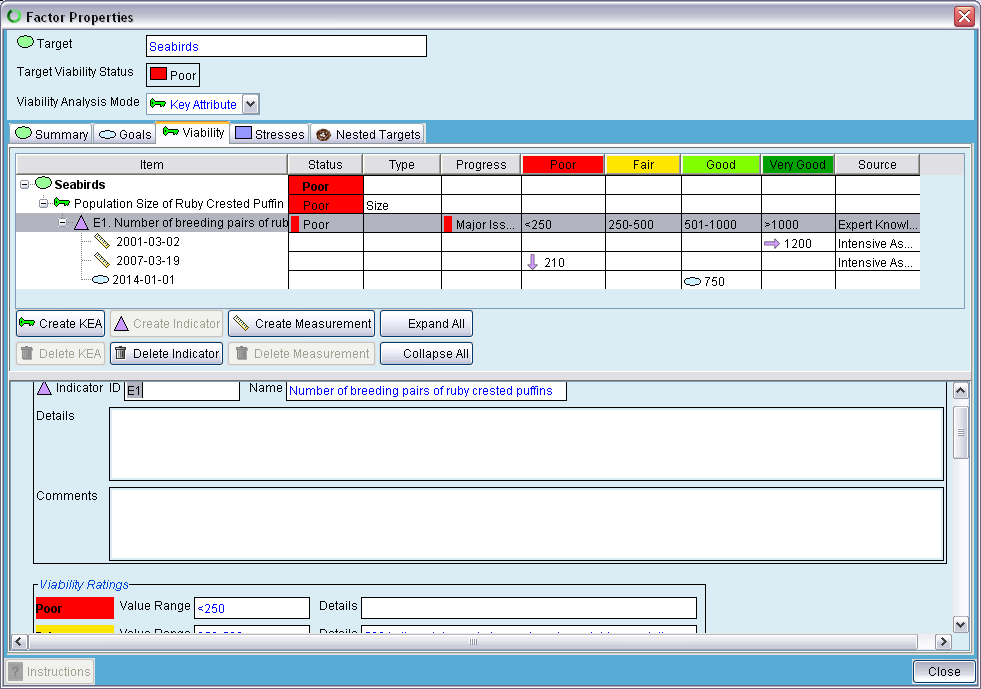 Factor Properties
Target Seabirds
Target Viability Status Poor
Viability Analysis Mode Key Attribute
Summary Goals Viability Stresses Nested Targets
Item Status Type Progress Poor Fair Good Very Good Source
Seabirds Poor
Population Size of Ruby Crested Puffin Poor Size
E1. Number of breeding pairs of rub Poor Major Iss... <250 250-500 501-1000 >1000 Expert Knowl...
2001-03-02 1200 Intensive As...
2007-03-19 210 Intensive As...
2014-01-01 750
Create KEA Create Indicator Create Measurement Expand All
Delete KEA Delete Indicator Delete Measurement Collapse All
Indicator ID E1 Name Number of breeding pairs of ruby crested puffins
Details
Comments
Viability Ratings
Poor Value Range <250 Details
Value Range Details
? Instructions Close